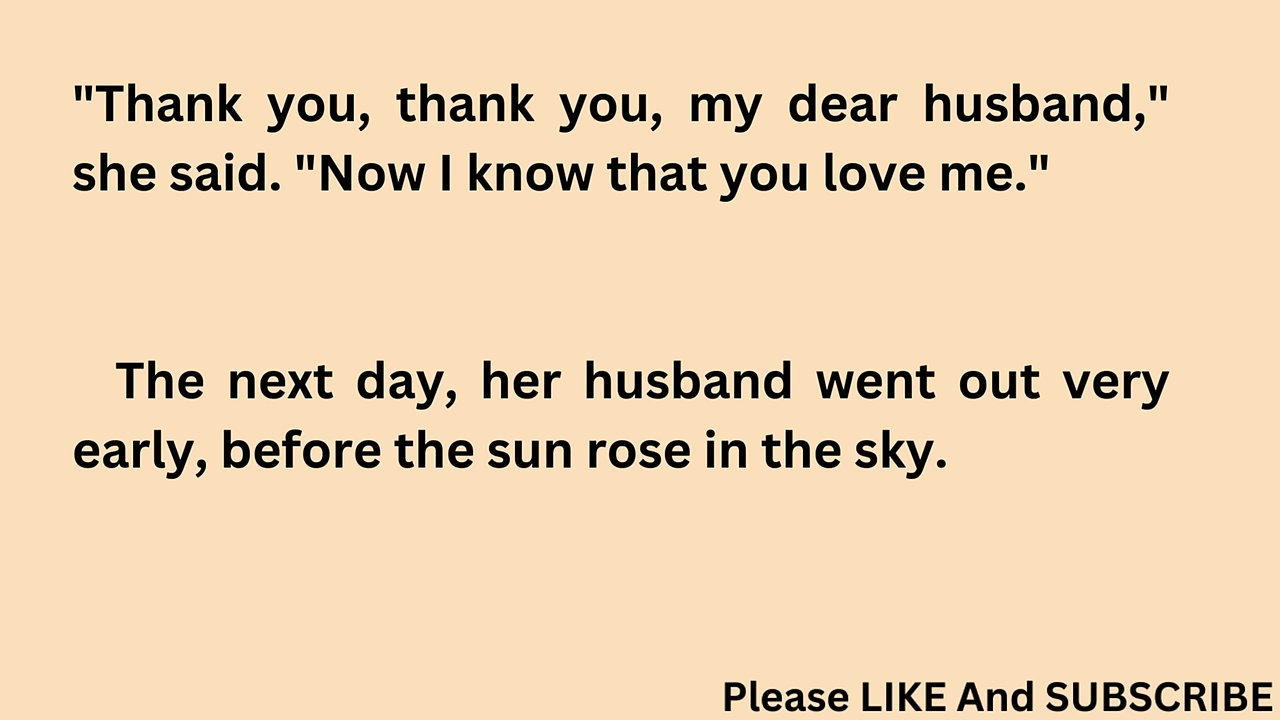 "Thank you, thank you, my dear husband,"
she said. "Now I know that you love me."
The next day, her husband went out very
early, before the sun rose in the sky.
Please LIKE And SUBSCRIBE